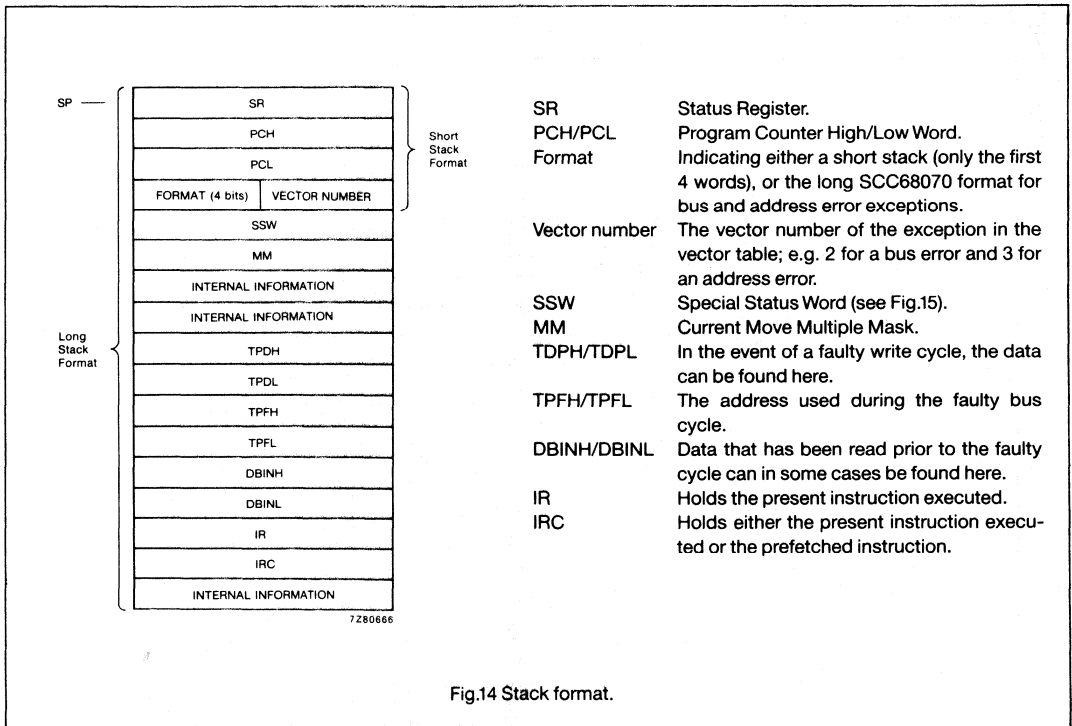 SP
SR
PCH
PCL
FORMAT (4 bits) VECTOR NUMBER
SSW
MM
INTERNAL INFORMATION
INTERNAL INFORMATION
TPDH
TPDL
TPFH
TPFL
DBINH
DBINL
IR
IRC
INTERNAL INFORMATION
7Z80666
Short
Stack
Format
Long
Stack
Format
SR Status Register.
PCH/PCL Program Counter High/Low Word.
Format Indicating either a short stack (only the first
4 words), or the long SCC68070 format for
bus and address error exceptions.
Vector number The vector number of the exception in the
vector table; e.g. 2 for a bus error and 3 for
an address error.
SSW Special Status Word (see Fig.15).
MM Current Move Multiple Mask.
TDPH/TDPL In the event of a faulty write cycle, the data
can be found here.
TPFH/TPFL The address used during the faulty bus
cycle.
DBINH/DBINL Data that has been read prior to the faulty
cycle can in some cases be found here.
IR Holds the present instruction executed.
IRC Holds either the present instruction execu-
ted or the prefetched instruction.
Fig.14 Stack format.